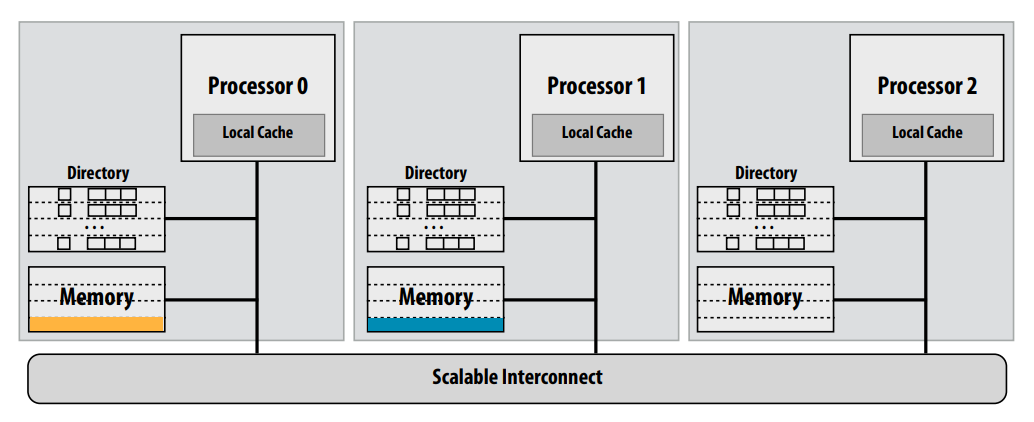 Processor 0
Local Cache
Directory
...
Memory
Processor 1
Local Cache
Directory
...
Memory
Processor 2
Local Cache
Directory
...
Memory
Scalable Interconnect